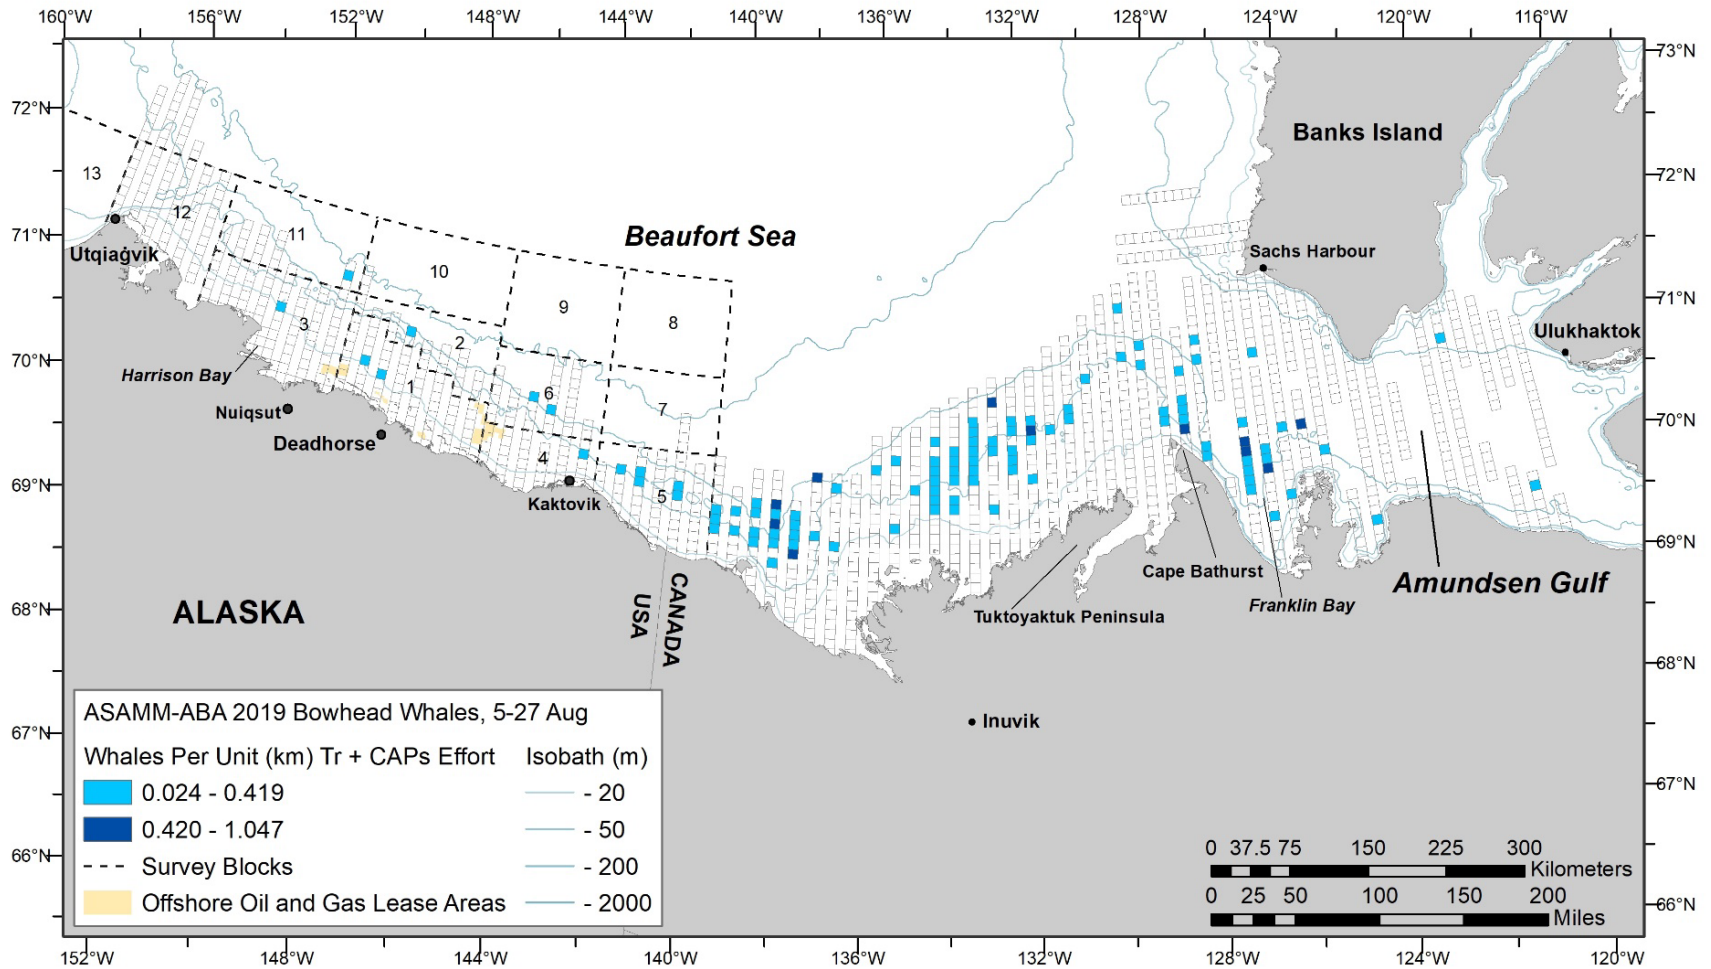 160°W 156°W 152°W 148°W 144°W 140°W 136°W 132°W 128°W 124°W 120°W 116°W
73°N
72°N
Banks Island
13
72°N
12
71°N
11
Beaufort Sea
Utqiaġvik
Sachs Harbour
10
71°N
9
8
3
Ulukhaktok
2
70°N
Harrison Bay
1
6
7
Nuiqsut
70°N
Deadhorse
4
69°N
5
Kaktovik
69°N
Cape Bathurst
CANADA
USA
Amundsen Gulf
Franklin Bay
68°N
ALASKA
Tuktoyaktuk Peninsula
68°N
ASAMM-ABA 2019 Bowhead Whales, 5-27 Aug
Inuvik
67°N
Whales Per Unit (km) Tr + CAPs Effort
Isobath (m)
0.024 - 0.419
- 20
67°N
0.420 - 1.047
- 50
66°N
Survey Blocks
- 200
Offshore Oil and Gas Lease Areas
- 2000
0 37.5 75 150 225 300
Kilometers
0 25 50 100 150 200
Miles
66°N
152°W 148°W 144°W 140°W 136°W 132°W 128°W 124°W 120°W